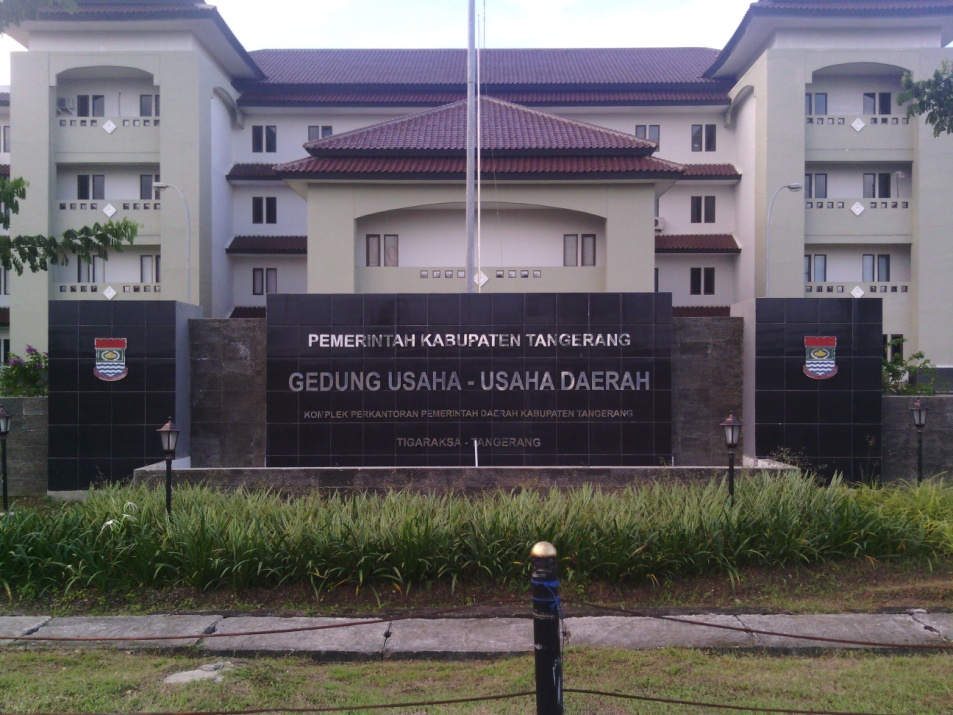 PEMERINTAH KABUPATEN TANGERANG
GEDUNG USAHA - USAHA DAERAH
KOMPLEK PERKANTORAN PEMERINTAH DAERAH KABUPATEN TANGERANG
TIGARAKSA - TANGERANG